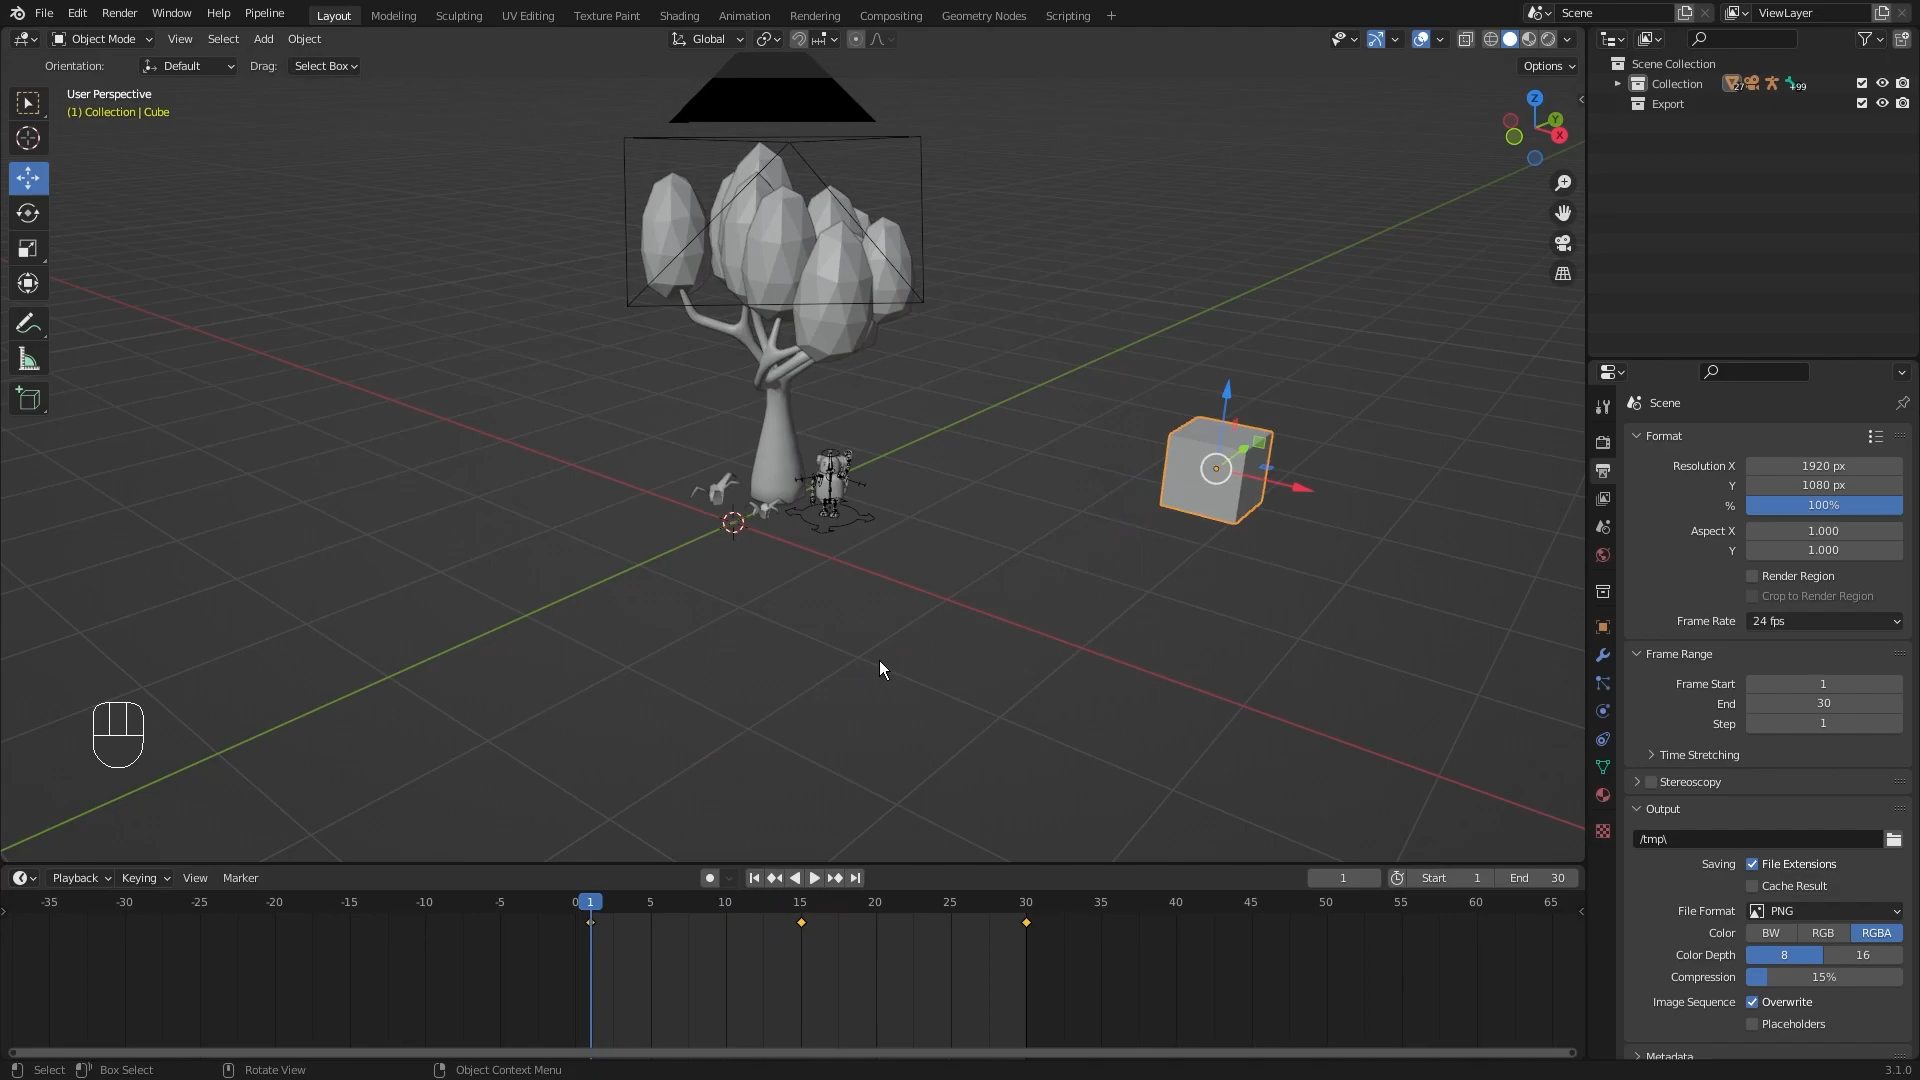 File Edit Render Window Help Pipeline Layout Modeling Sculpting UV Editing Texture Paint Shading Animation Rendering Compositing Geometry Nodes Scripting + Scene ViewLayer
Object Mode View Select Add Object Global
Orientation: Default Drag: Select Box Options
User Perspective
(1) Collection | Cube
Z
Y
X
Scene Collection
Collection 27 +99
Export
Scene
Format
Resolution X 1920 px
Y 1080 px
% 100%
Aspect X 1.000
Y 1.000
Render Region
Crop to Render Region
Frame Rate 24 fps
Frame Range
Frame Start 1
End 30
Step 1
Time Stretching
Stereoscopy
Output
/tmp\
Saving File Extensions
Cache Result
File Format PNG
Color BW RGB RGBA
Color Depth 8 16
Compression 15%
Image Sequence Overwrite
Placeholders
Metadata
Playback Keying View Marker 1 Start 1 End 30
-35 -30 -25 -20 -15 -10 -5 0 1 5 10 15 20 25 30 35 40 45 50 55 60 65
Select Box Select Rotate View Object Context Menu 3.1.0